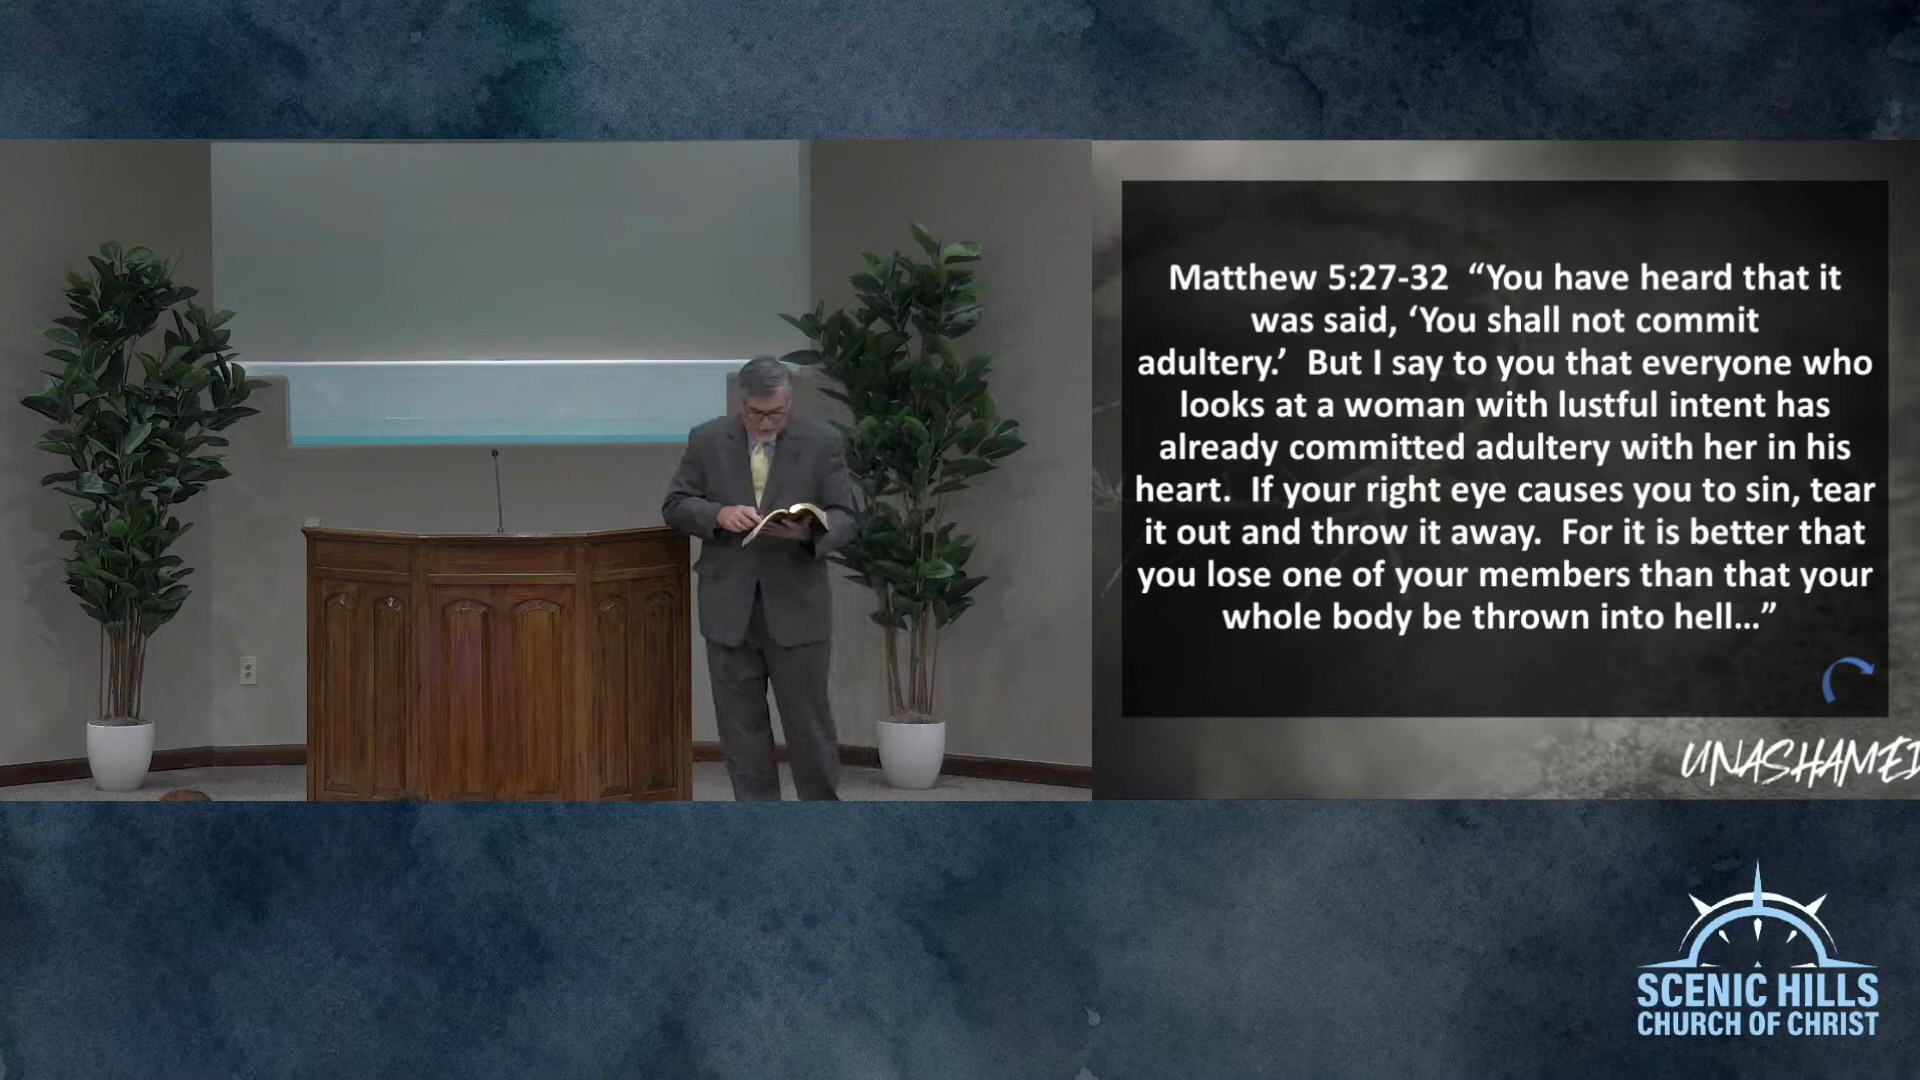 Matthew 5:27-32  “You have heard that it
was said, ‘You shall not commit
adultery.’  But I say to you that everyone who
looks at a woman with lustful intent has
already committed adultery with her in his
heart.  If your right eye causes you to sin, tear
it out and throw it away.  For it is better that
you lose one of your members than that your
whole body be thrown into hell…”
UNASHAMED
SCENIC HILLS
CHURCH OF CHRIST